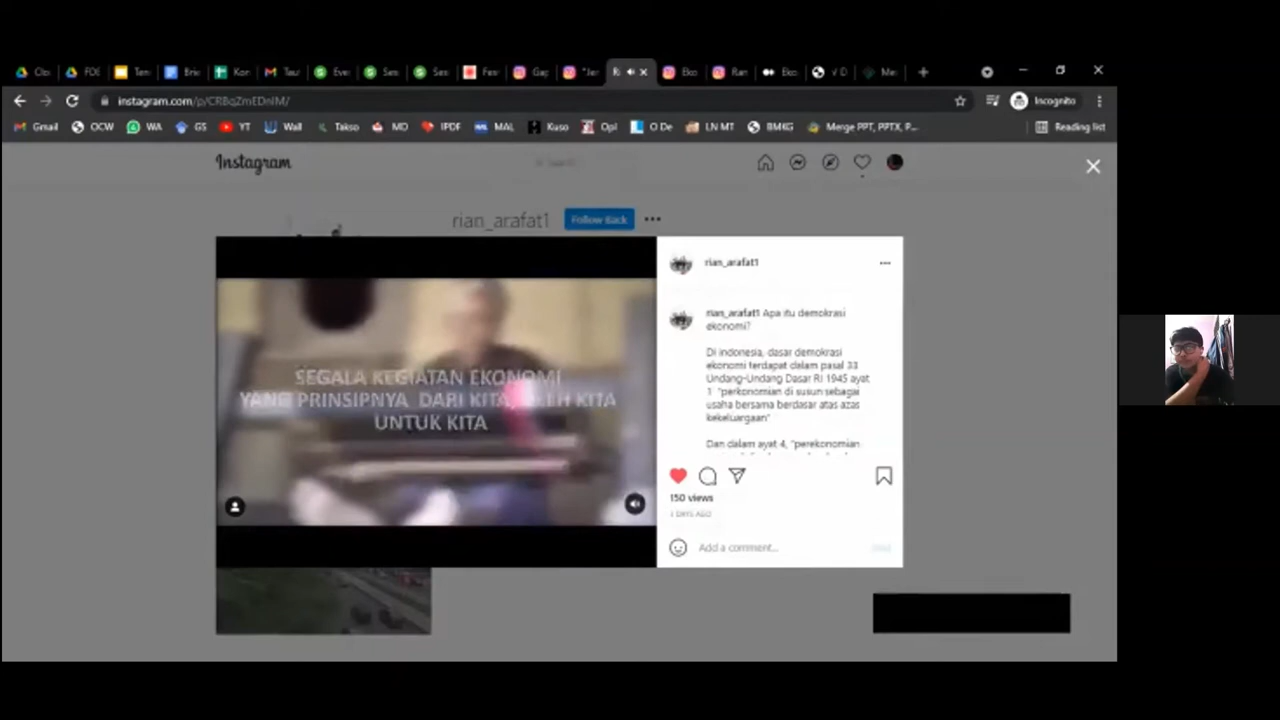 instagram.com/p/CRBqZmEDnIM/
Incognito
Gmail
OCW
WA
GS
YT
Wall
Takso
MD
IPDF
MAL
Kuso
Opl
O De
LN MT
BMKG
Merge PPT, PPTX, P...
Reading list
Instagram
rian_arafat1
Follow Back
SEGALA KEGIATAN EKONOMI
YANG PRINSIPNYA DARI KITA, KITA
UNTUK KITA
rian_arafat1
rian_arafat1 Apa itu demokrasi
ekonomi?
Di indonesia, dasar demokrasi
ekonomi terdapat dalam pasal 33
Undang-Undang Dasar RI 1945 ayat
1 "perkonomian di susun sebagai
usaha bersama berdasar atas azas
kekeluargaan"
Dan dalam ayat 4, "perekonomian
150 views
DAYS AGO
Add a comment...